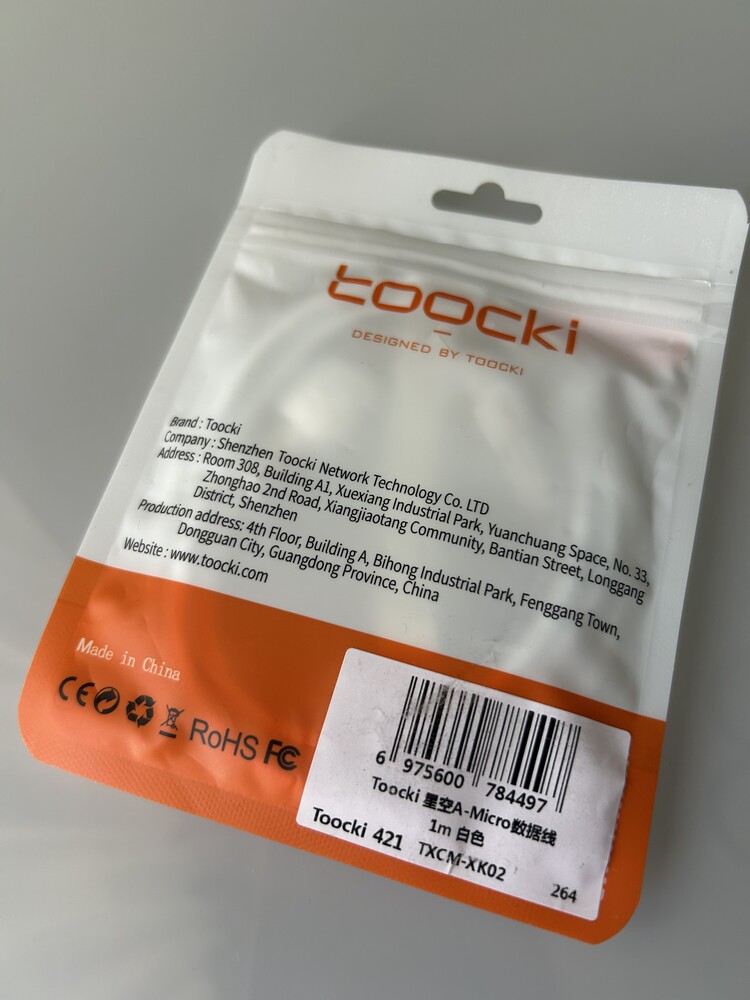 toocki
DESIGNED BY TOOCKI
Brand : Toocki
Company : Shenzhen Toocki Network Technology Co. LTD
Address : Room 308, Building A1, Xuexiang Industrial Park, Yuanchuang Space, No. 33,
Zhonghao 2nd Road, Xiangjiaotang Community, Bantian Street, Longgang
District, Shenzhen
Production address: 4th Floor, Building A, Bihong Industrial Park, Fenggang Town,
Dongguan City, Guangdong Province, China
Website : www.toocki.com
Made in China
CE RoHS FC
6 975600 784497
Toocki 星空A-Micro数据线
1m 白色
Toocki 421 TXCM-XK02
264